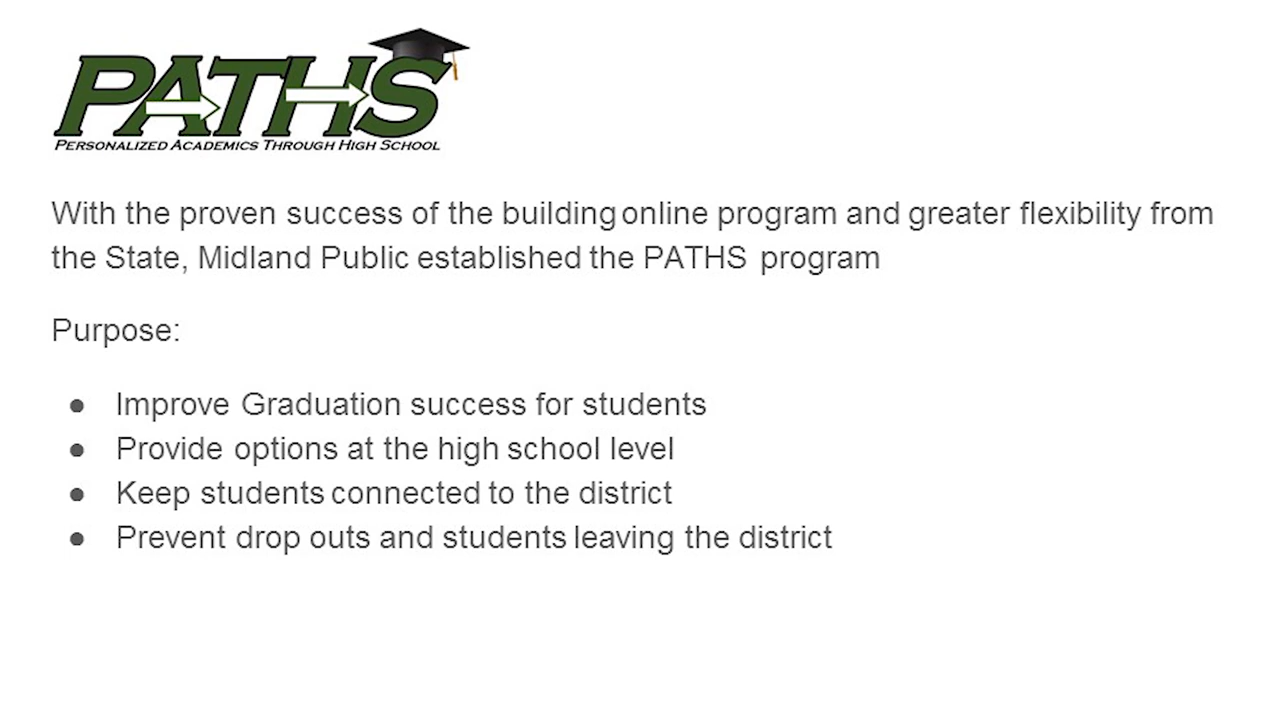 PATHS
PERSONALIZED ACADEMICS THROUGH HIGH SCHOOL
With the proven success of the building online program and greater flexibility from
the State, Midland Public established the PATHS program
Purpose:
● Improve Graduation success for students
● Provide options at the high school level
● Keep students connected to the district
● Prevent drop outs and students leaving the district